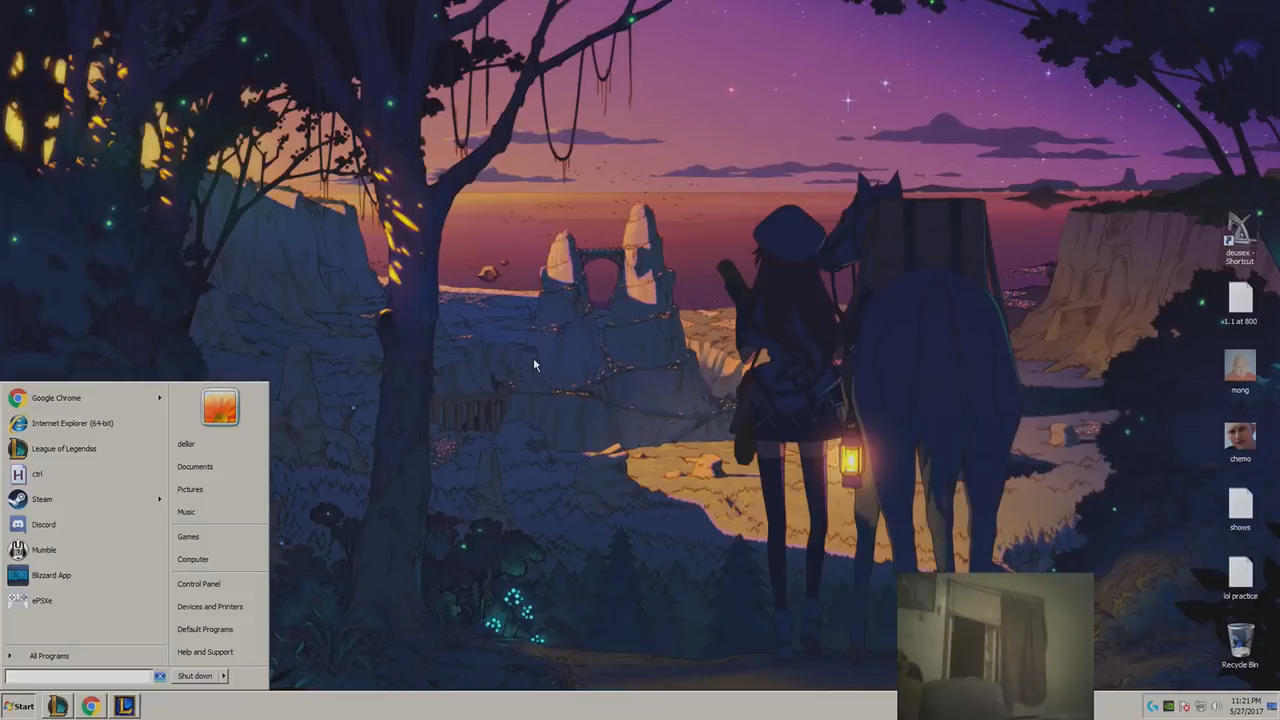 deusex -
Shortcut
1.1 at 800
mong
chemo
shows
lol practice
Recycle Bin
Google Chrome
Internet Explorer (64-bit)
League of Legendss
ctrl
Steam
Discord
Mumble
Blizzard App
ePSXe
All Programs
dellor
Documents
Pictures
Music
Games
Computer
Control Panel
Devices and Printers
Default Programs
Help and Support
Shut down
Start
11:21 PM
5/27/2017